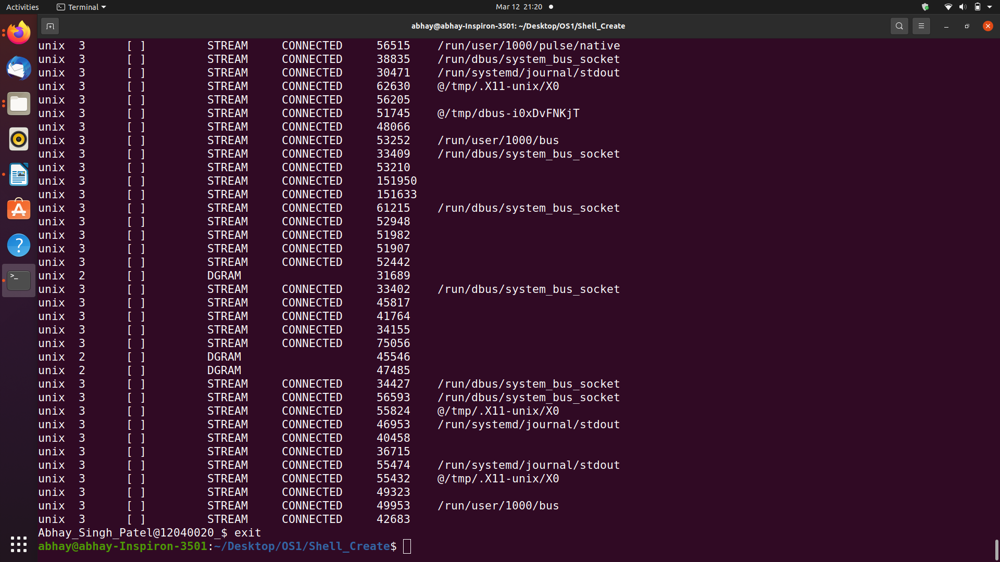 Activities Terminal Mar 12 21:20
abhay@abhay-Inspiron-3501: ~/Desktop/OS1/Shell_Create
unix 3 [ ] STREAM CONNECTED 56515 /run/user/1000/pulse/native
unix 3 [ ] STREAM CONNECTED 38835 /run/dbus/system_bus_socket
unix 3 [ ] STREAM CONNECTED 30471 /run/systemd/journal/stdout
unix 3 [ ] STREAM CONNECTED 62630 @/tmp/.X11-unix/X0
unix 3 [ ] STREAM CONNECTED 56205
unix 3 [ ] STREAM CONNECTED 51745 @/tmp/dbus-i0xDvFNKjT
unix 3 [ ] STREAM CONNECTED 48066
unix 3 [ ] STREAM CONNECTED 53252 /run/user/1000/bus
unix 3 [ ] STREAM CONNECTED 33409 /run/dbus/system_bus_socket
unix 3 [ ] STREAM CONNECTED 53210
unix 3 [ ] STREAM CONNECTED 151950
unix 3 [ ] STREAM CONNECTED 151633
unix 3 [ ] STREAM CONNECTED 61215 /run/dbus/system_bus_socket
unix 3 [ ] STREAM CONNECTED 52948
unix 3 [ ] STREAM CONNECTED 51982
unix 3 [ ] STREAM CONNECTED 51907
unix 3 [ ] STREAM CONNECTED 52442
unix 2 [ ] DGRAM 31689
unix 3 [ ] STREAM CONNECTED 33402 /run/dbus/system_bus_socket
unix 3 [ ] STREAM CONNECTED 45817
unix 3 [ ] STREAM CONNECTED 41764
unix 3 [ ] STREAM CONNECTED 34155
unix 3 [ ] STREAM CONNECTED 75056
unix 2 [ ] DGRAM 45546
unix 2 [ ] DGRAM 47485
unix 3 [ ] STREAM CONNECTED 34427 /run/dbus/system_bus_socket
unix 3 [ ] STREAM CONNECTED 56593 /run/dbus/system_bus_socket
unix 3 [ ] STREAM CONNECTED 55824 @/tmp/.X11-unix/X0
unix 3 [ ] STREAM CONNECTED 46953 /run/systemd/journal/stdout
unix 3 [ ] STREAM CONNECTED 40458
unix 3 [ ] STREAM CONNECTED 36715
unix 3 [ ] STREAM CONNECTED 55474 /run/systemd/journal/stdout
unix 3 [ ] STREAM CONNECTED 55432 @/tmp/.X11-unix/X0
unix 3 [ ] STREAM CONNECTED 49323
unix 3 [ ] STREAM CONNECTED 49953 /run/user/1000/bus
unix 3 [ ] STREAM CONNECTED 42683
Abhay_Singh_Patel@12040020_$ exit
abhay@abhay-Inspiron-3501:~/Desktop/OS1/Shell_Create$